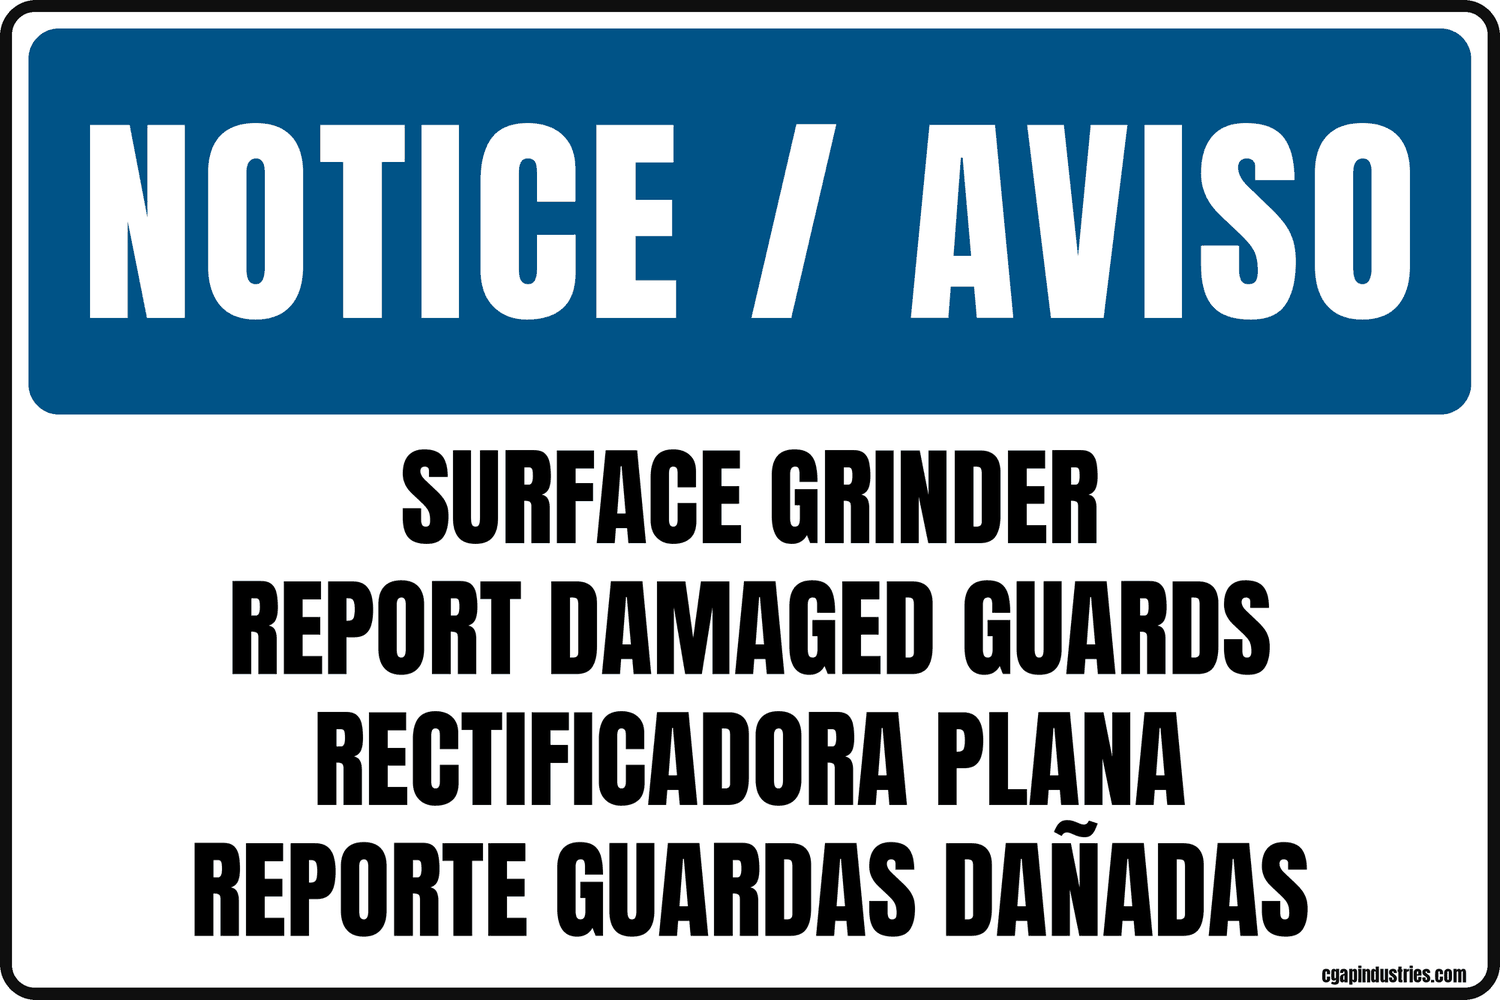 NOTICE / AVISO
SURFACE GRINDER
REPORT DAMAGED GUARDS
RECTIFICADORA PLANA
REPORTE GUARDAS DAÑADAS
cgapindustries.com